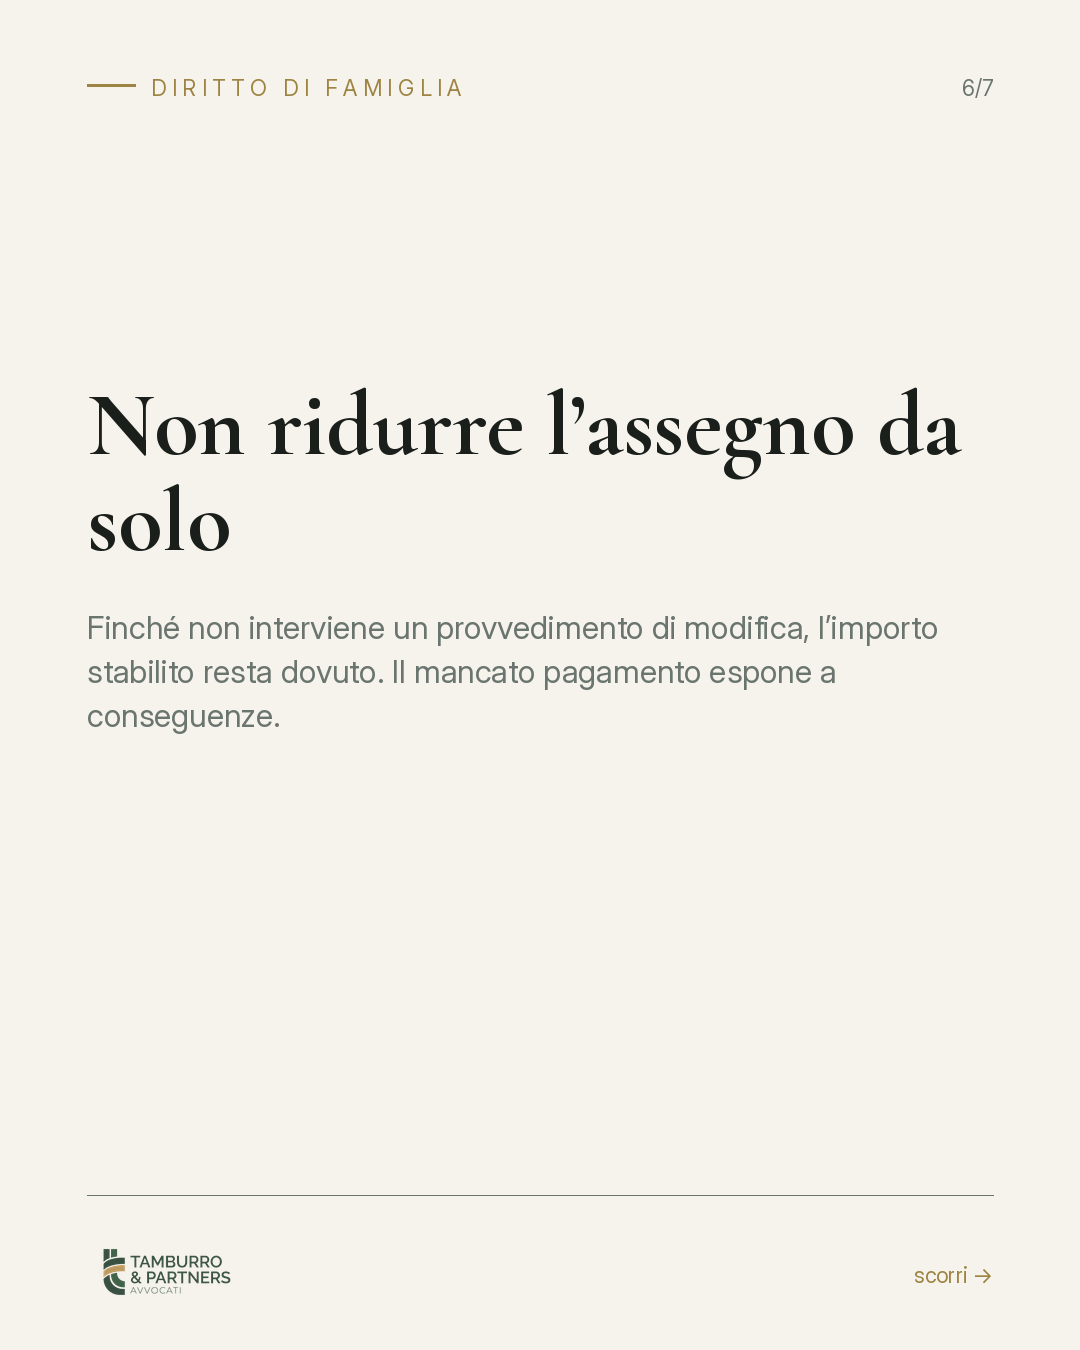 DIRITTO DI FAMIGLIA
6/7
Non ridurre l’assegno da
solo
Finché non interviene un provvedimento di modifica, l’importo
stabilito resta dovuto. Il mancato pagamento espone a
conseguenze.
TAMBURRO
& PARTNERS
AVVOCATI
scorri →